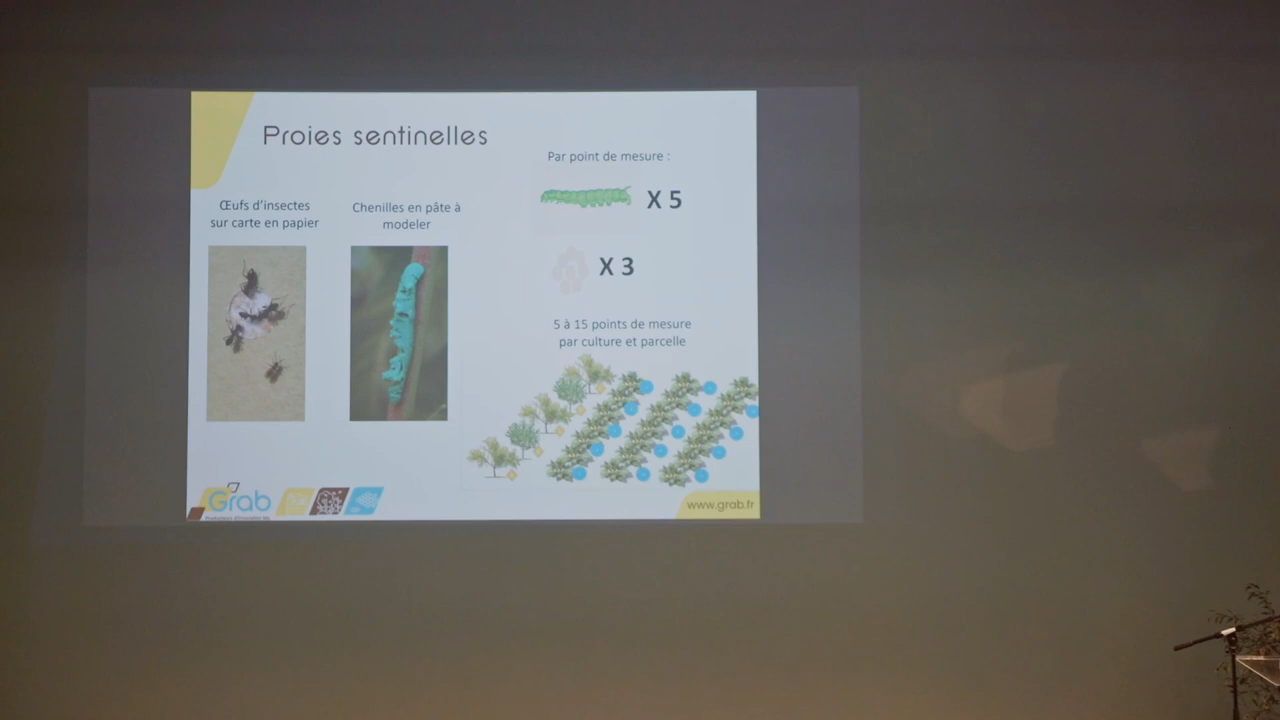 Proies sentinelles
Œufs d'insectes
sur carte en papier
Chenilles en pâte à
modeler
Par point de mesure :
X 5
X 3
5 à 15 points de mesure
par culture et parcelle
Grab
www.grab.fr